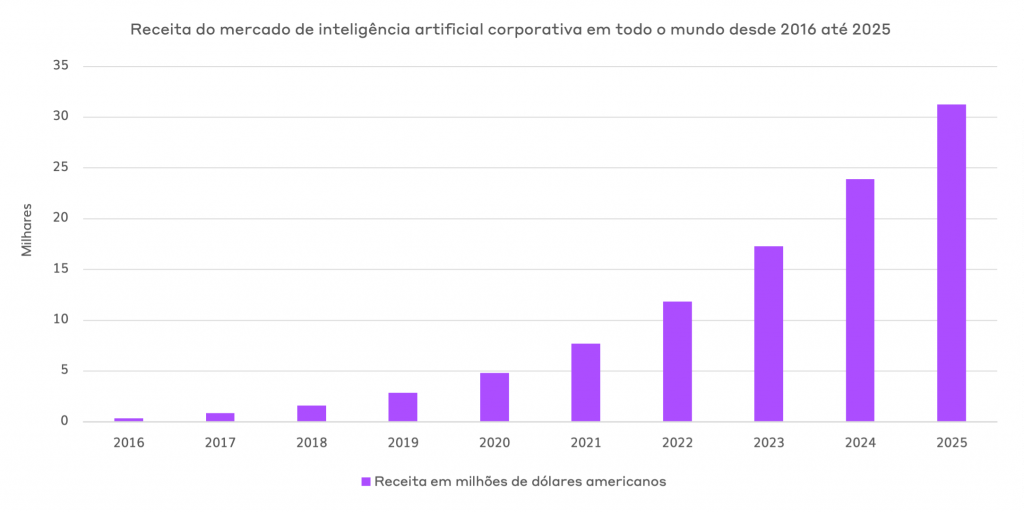 Receita do mercado de inteligência artificial corporativa em todo o mundo desde 2016 até 2025
35
30
25
20
15
10
5
0
Milhares
2016 2017 2018 2019 2020 2021 2022 2023 2024 2025
Receita em milhões de dólares americanos